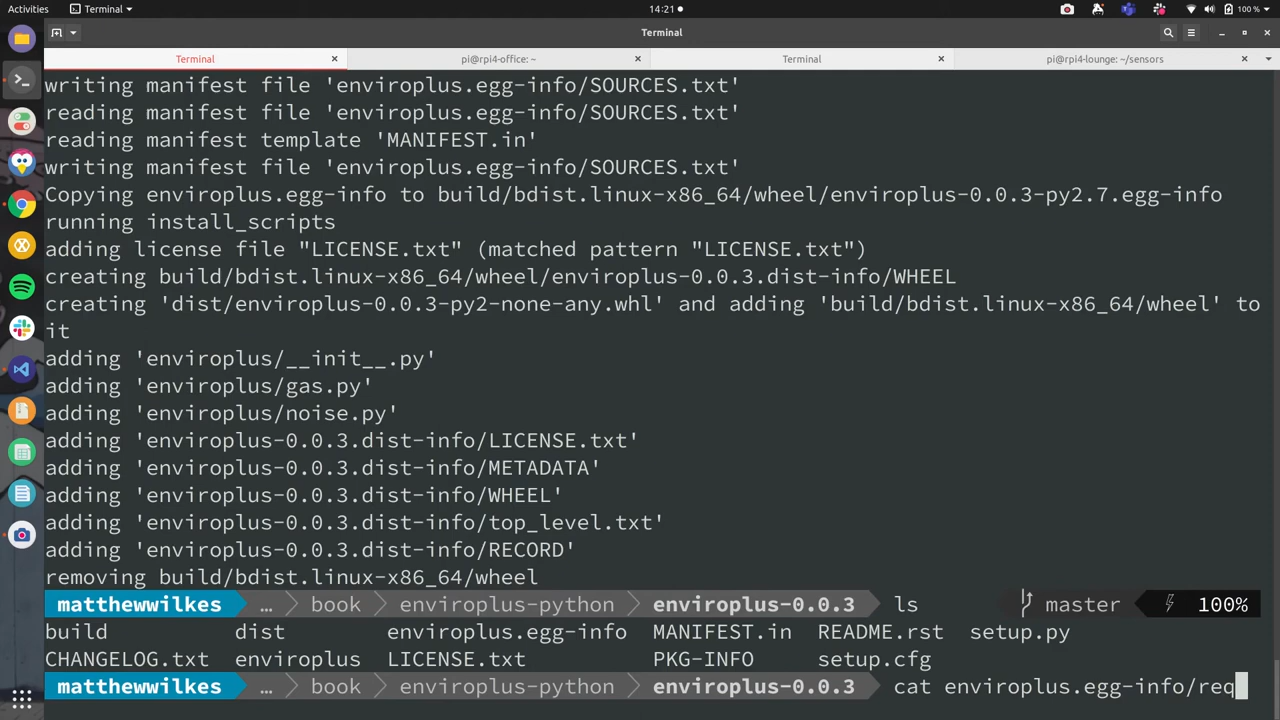 Activities
Terminal
14:21
100 %
Terminal
Terminal
pi@rpi4-office: ~
Terminal
pi@rpi4-lounge: ~/sensors
writing manifest file 'enviroplus.egg-info/SOURCES.txt'
reading manifest file 'enviroplus.egg-info/SOURCES.txt'
reading manifest template 'MANIFEST.in'
writing manifest file 'enviroplus.egg-info/SOURCES.txt'
Copying enviroplus.egg-info to build/bdist.linux-x86_64/wheel/enviroplus-0.0.3-py2.7.egg-info
running install_scripts
adding license file "LICENSE.txt" (matched pattern "LICENSE.txt")
creating build/bdist.linux-x86_64/wheel/enviroplus-0.0.3.dist-info/WHEEL
creating 'dist/enviroplus-0.0.3-py2-none-any.whl' and adding 'build/bdist.linux-x86_64/wheel' to
it
adding 'enviroplus/__init__.py'
adding 'enviroplus/gas.py'
adding 'enviroplus/noise.py'
adding 'enviroplus-0.0.3.dist-info/LICENSE.txt'
adding 'enviroplus-0.0.3.dist-info/METADATA'
adding 'enviroplus-0.0.3.dist-info/WHEEL'
adding 'enviroplus-0.0.3.dist-info/top_level.txt'
adding 'enviroplus-0.0.3.dist-info/RECORD'
removing build/bdist.linux-x86_64/wheel
matthewwilkes … book enviroplus-python enviroplus-0.0.3 ls master 100%
build dist enviroplus.egg-info MANIFEST.in README.rst setup.py
CHANGELOG.txt enviroplus LICENSE.txt PKG-INFO setup.cfg
matthewwilkes … book enviroplus-python enviroplus-0.0.3 cat enviroplus.egg-info/req